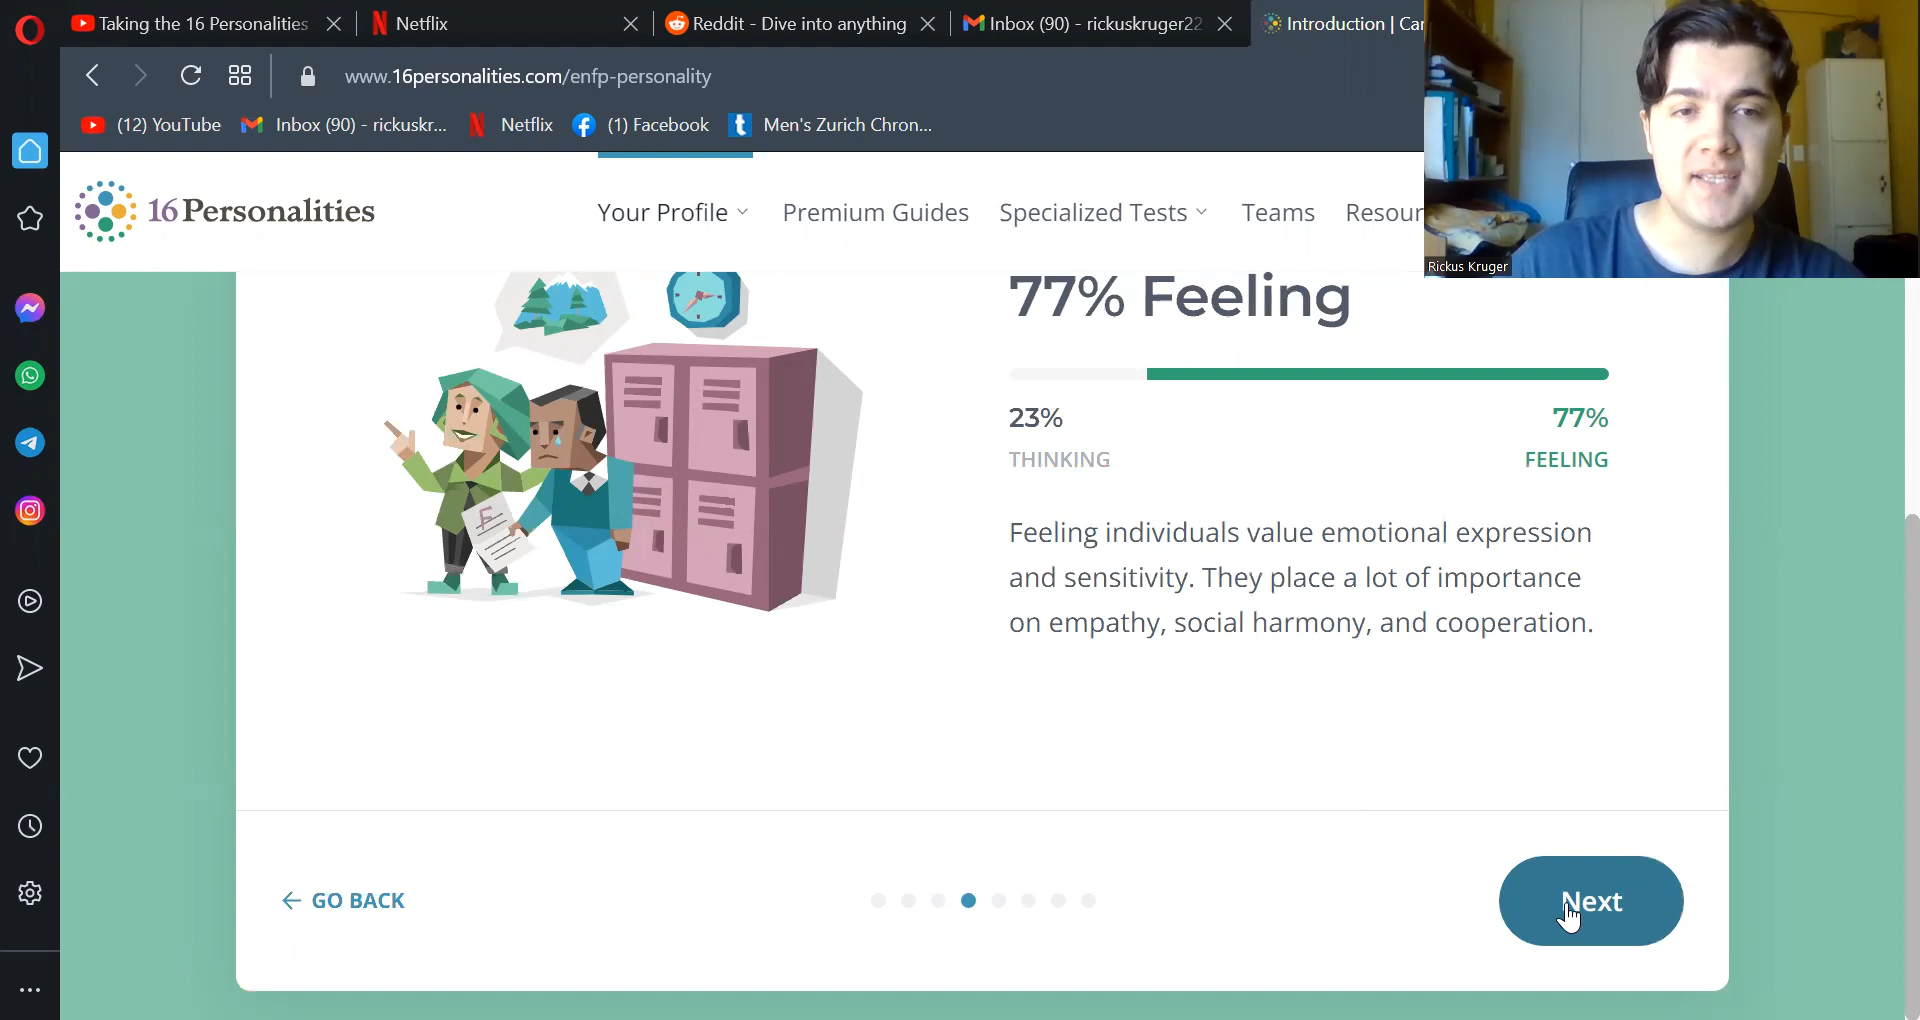 Taking the 16 Personalities
Netflix
Reddit - Dive into anything
Inbox (90) - rickuskruger22
Introduction | Car
www.16personalities.com/enfp-personality
(12) YouTube
Inbox (90) - rickuskr...
Netflix
(1) Facebook
Men's Zurich Chron...
16Personalities
Your Profile
Premium Guides
Specialized Tests
Teams
Resour
Rickus Kruger
77% Feeling
23%
77%
THINKING
FEELING
F
Feeling individuals value emotional expression
and sensitivity. They place a lot of importance
on empathy, social harmony, and cooperation.
← GO BACK
Next